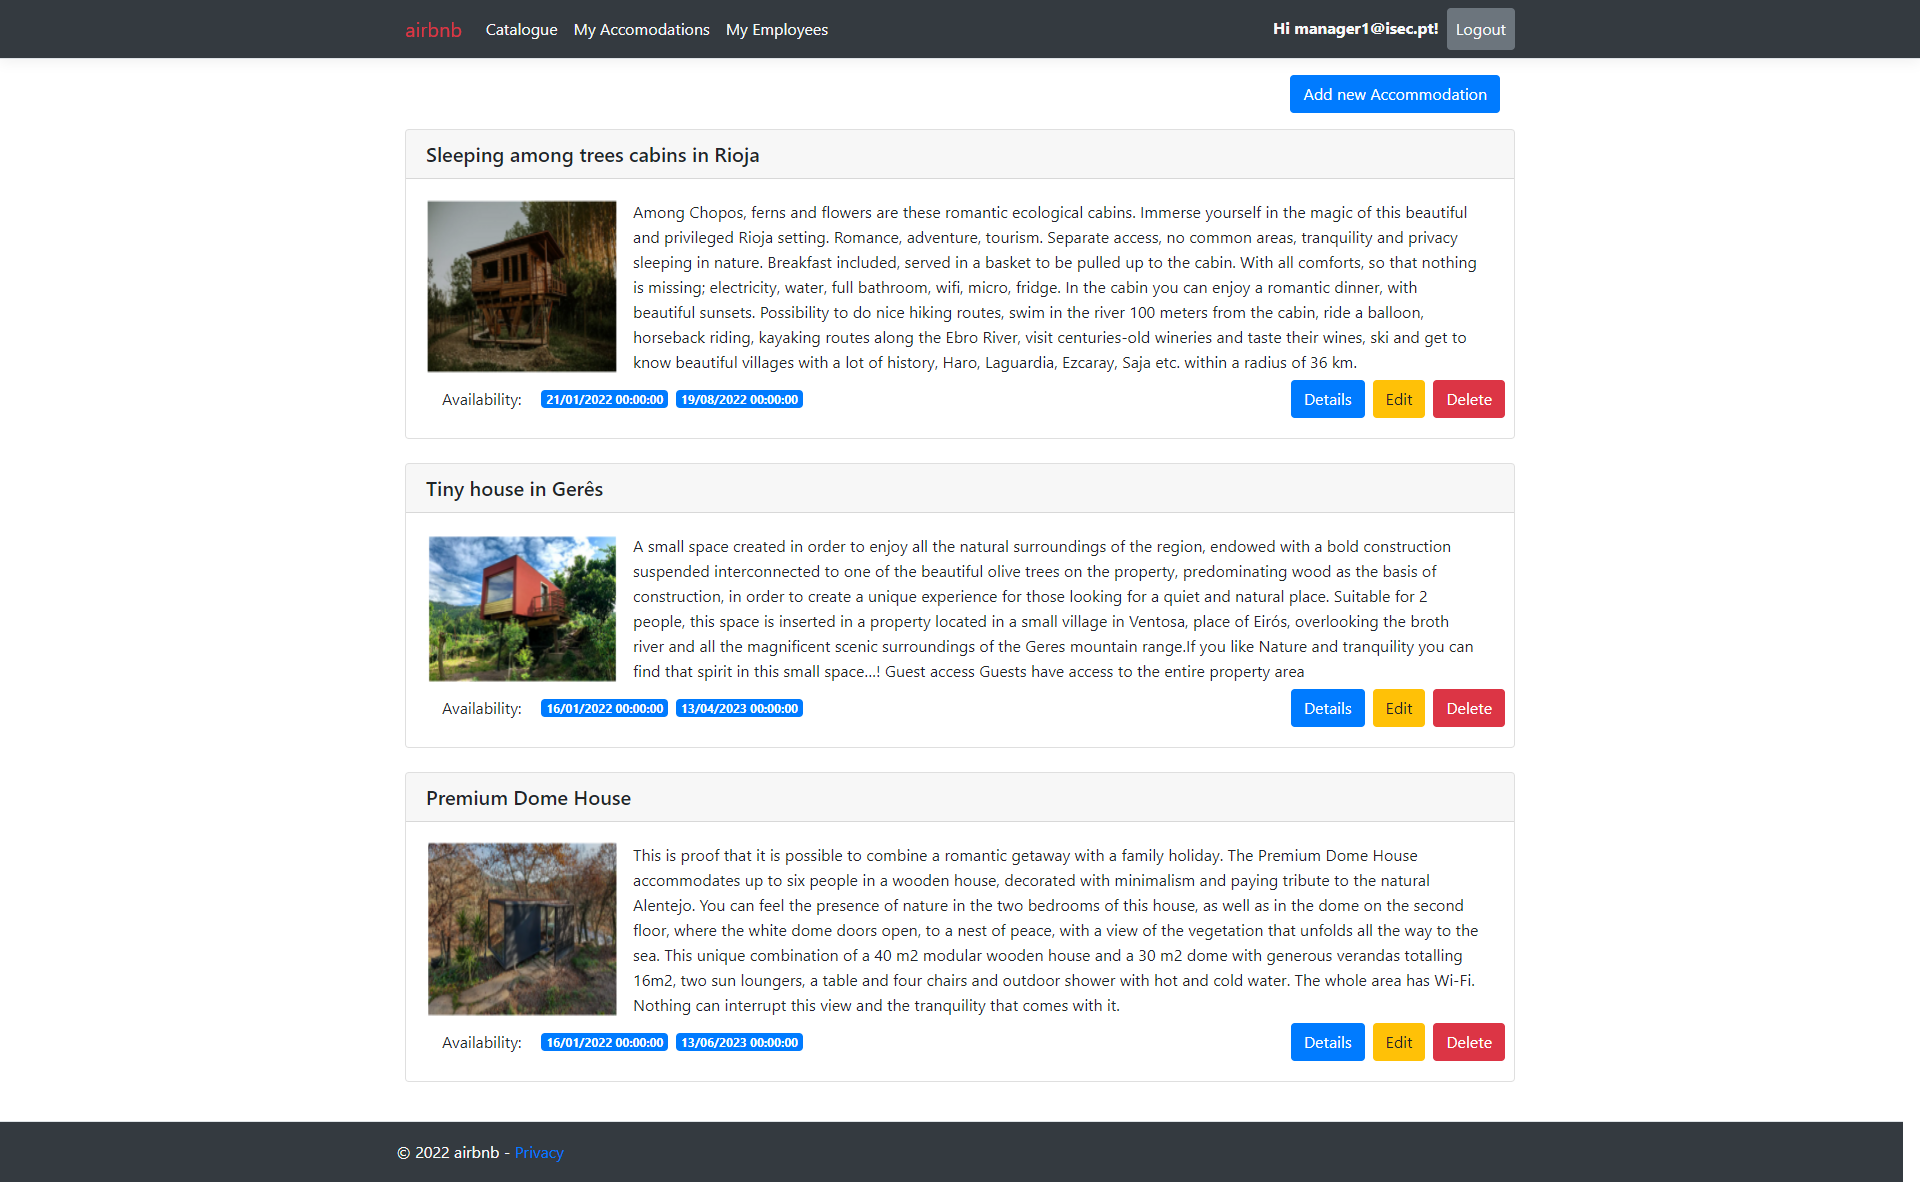 airbnb Catalogue My Accomodations My Employees Hi manager1@isec.pt! Logout
Add new Accommodation
Sleeping among trees cabins in Rioja
Among Chopos, ferns and flowers are these romantic ecological cabins. Immerse yourself in the magic of this beautiful
and privileged Rioja setting. Romance, adventure, tourism. Separate access, no common areas, tranquility and privacy
sleeping in nature. Breakfast included, served in a basket to be pulled up to the cabin. With all comforts, so that nothing
is missing; electricity, water, full bathroom, wifi, micro, fridge. In the cabin you can enjoy a romantic dinner, with
beautiful sunsets. Possibility to do nice hiking routes, swim in the river 100 meters from the cabin, ride a balloon,
horseback riding, kayaking routes along the Ebro River, visit centuries-old wineries and taste their wines, ski and get to
know beautiful villages with a lot of history, Haro, Laguardia, Ezcaray, Saja etc. within a radius of 36 km.
Availability: 21/01/2022 00:00:00 19/08/2022 00:00:00 Details Edit Delete
Tiny house in Gerês
A small space created in order to enjoy all the natural surroundings of the region, endowed with a bold construction
suspended interconnected to one of the beautiful olive trees on the property, predominating wood as the basis of
construction, in order to create a unique experience for those looking for a quiet and natural place. Suitable for 2
people, this space is inserted in a property located in a small village in Ventosa, place of Eirós, overlooking the broth
river and all the magnificent scenic surroundings of the Geres mountain range.If you like Nature and tranquility you can
find that spirit in this small space...! Guest access Guests have access to the entire property area
Availability: 16/01/2022 00:00:00 13/04/2023 00:00:00 Details Edit Delete
Premium Dome House
This is proof that it is possible to combine a romantic getaway with a family holiday. The Premium Dome House
accommodates up to six people in a wooden house, decorated with minimalism and paying tribute to the natural
Alentejo. You can feel the presence of nature in the two bedrooms of this house, as well as in the dome on the second
floor, where the white dome doors open, to a nest of peace, with a view of the vegetation that unfolds all the way to the
sea. This unique combination of a 40 m2 modular wooden house and a 30 m2 dome with generous verandas totalling
16m2, two sun loungers, a table and four chairs and outdoor shower with hot and cold water. The whole area has Wi-Fi.
Nothing can interrupt this view and the tranquility that comes with it.
Availability: 16/01/2022 00:00:00 13/06/2023 00:00:00 Details Edit Delete
© 2022 airbnb - Privacy